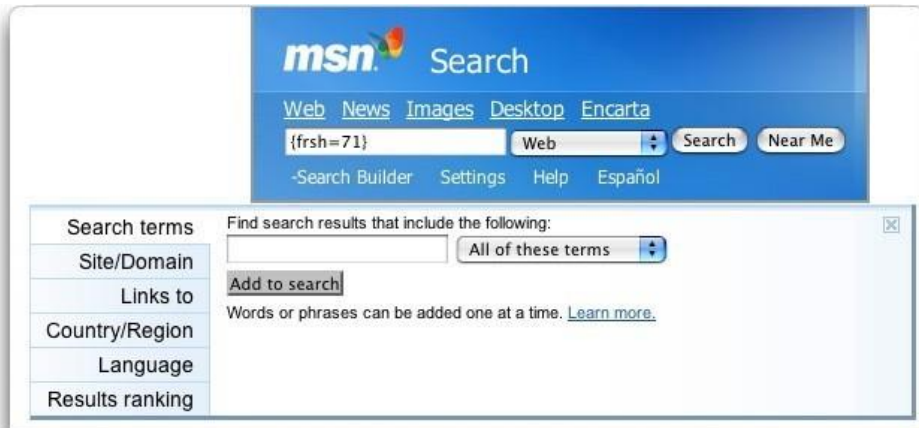 msn Search
Web News Images Desktop Encarta
{frsh=71} Web Search Near Me
-Search Builder Settings Help Español
Search terms
Find search results that include the following:
All of these terms
Site/Domain
Add to search
Links to
Words or phrases can be added one at a time. Learn more.
Country/Region
Language
Results ranking